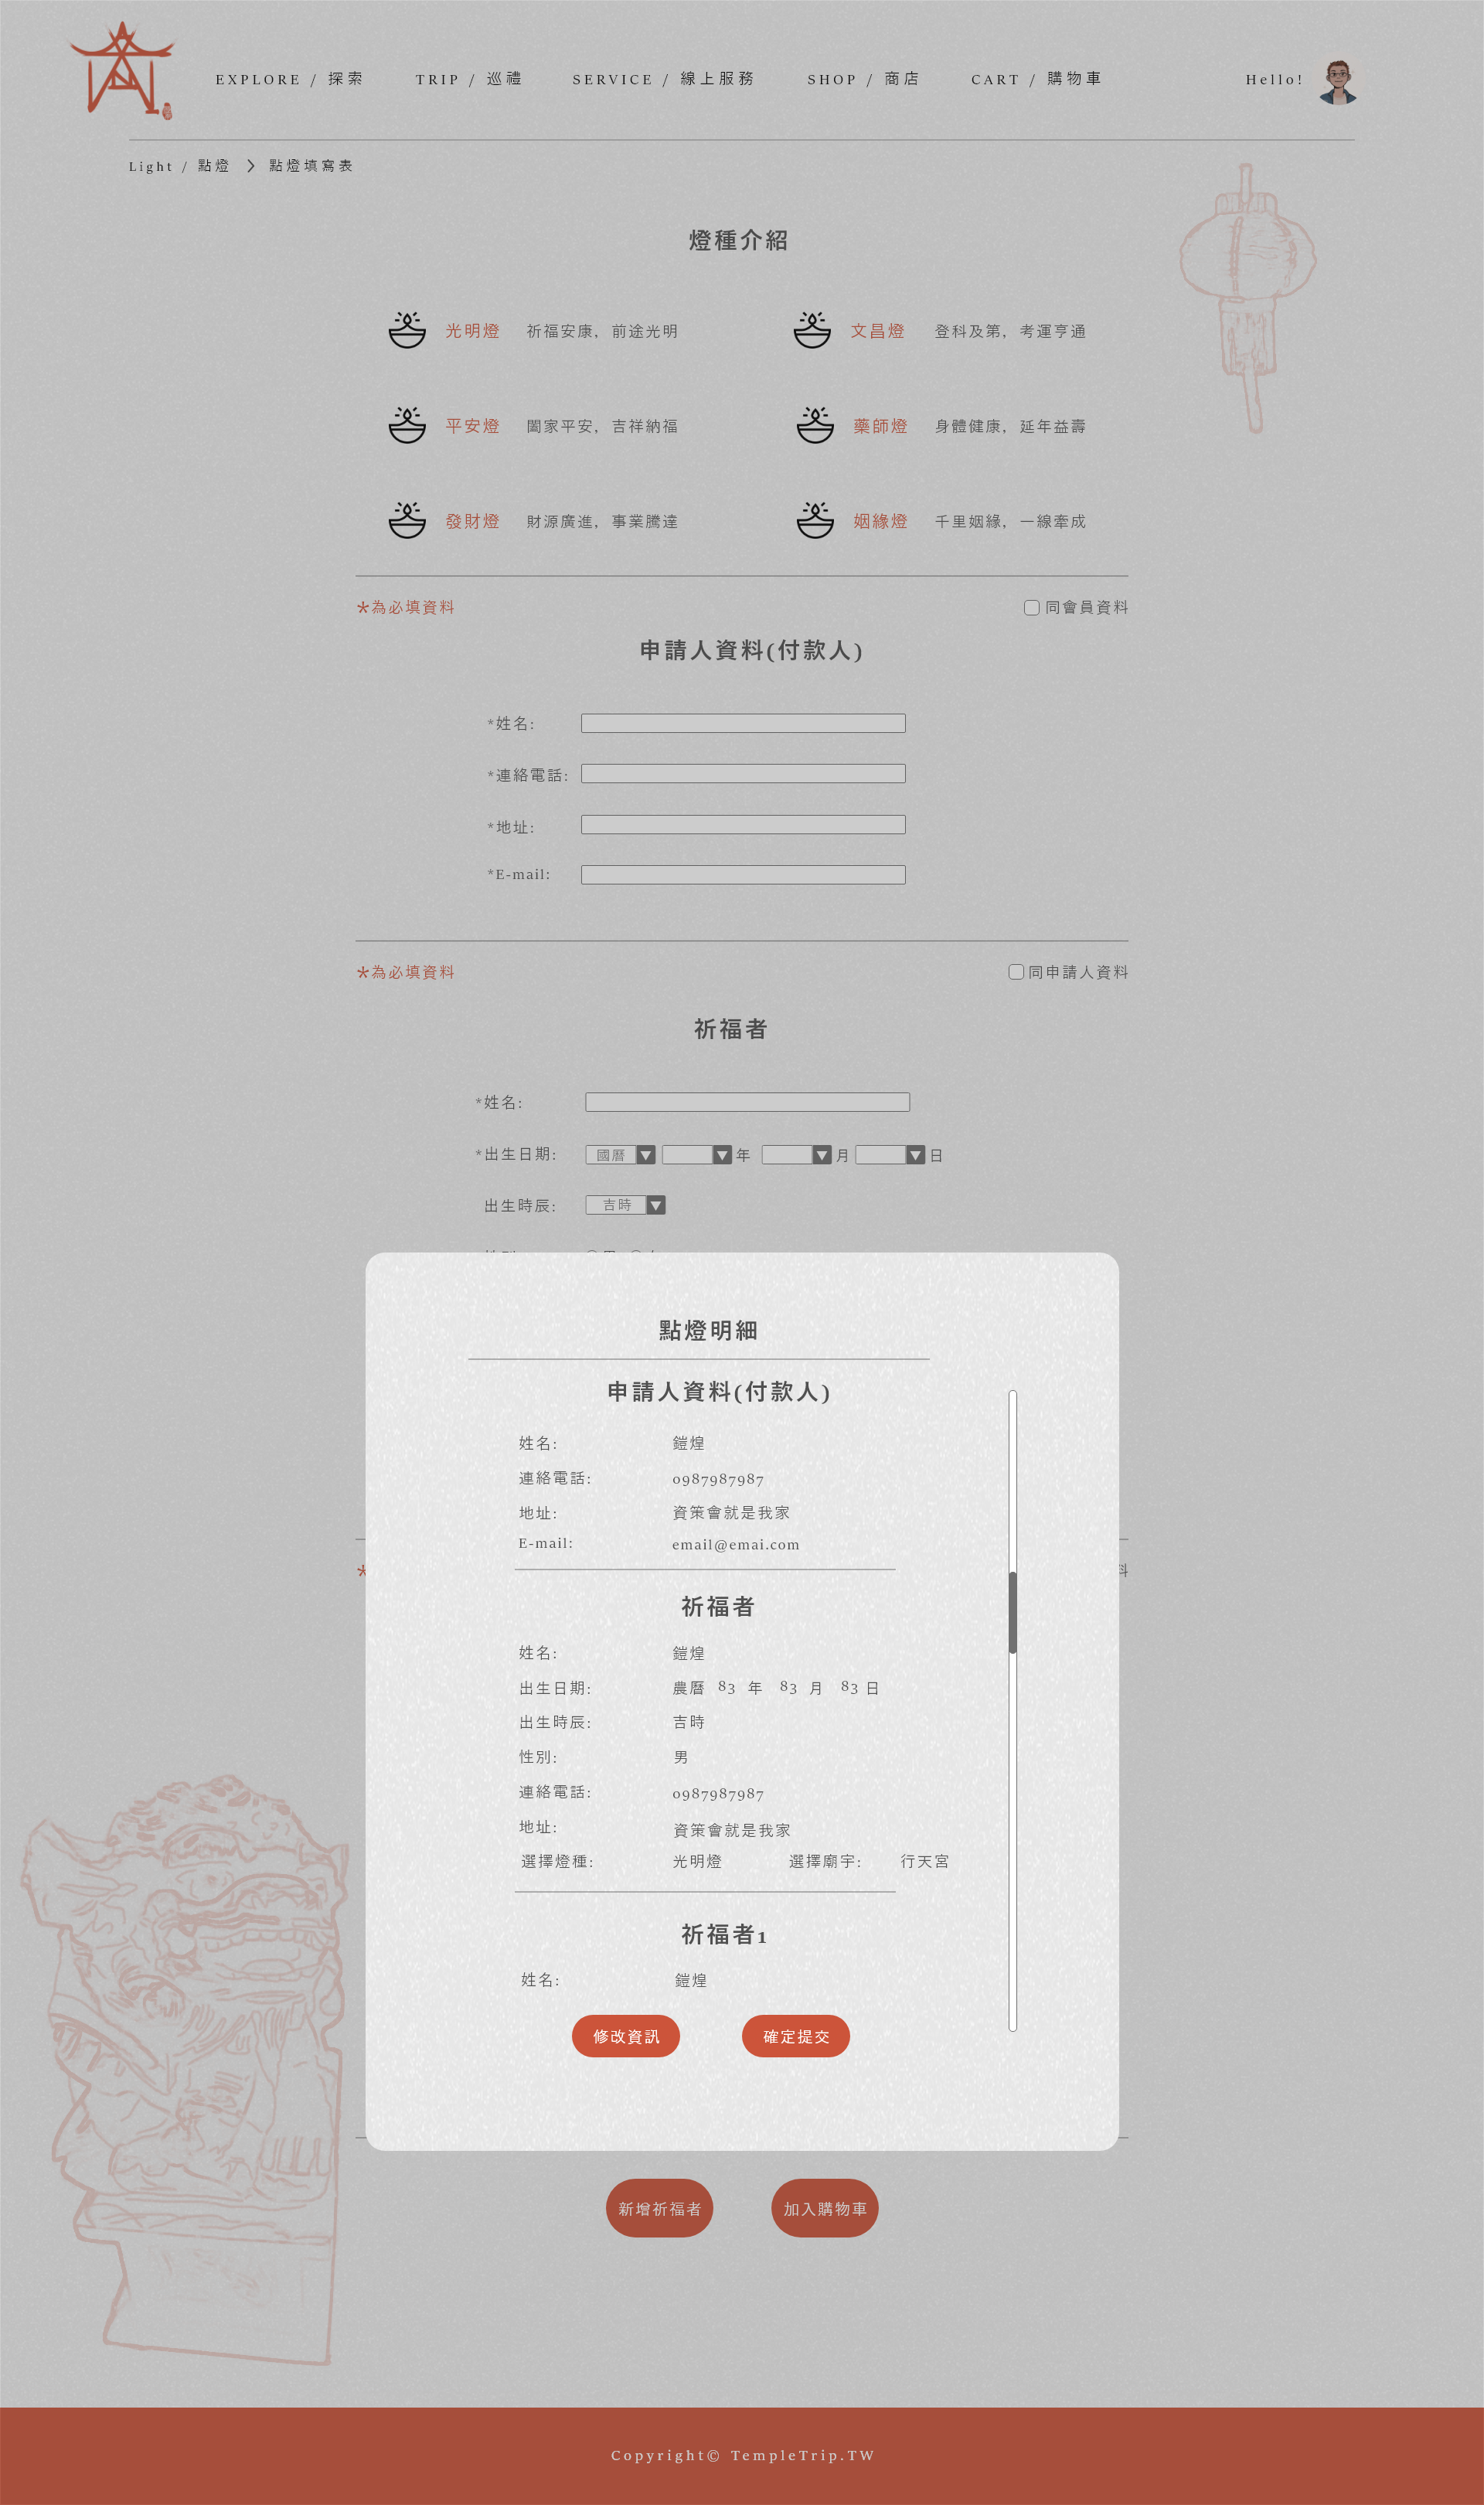 EXPLORE / 探索 TRIP / 巡禮 SERVICE / 線上服務 SHOP / 商店 CART / 購物車 Hello!
Light / 點燈 > 點燈填寫表
燈種介紹
光明燈 祈福安康, 前途光明 文昌燈 登科及第, 考運亨通
平安燈 闔家平安, 吉祥納福 藥師燈 身體健康, 延年益壽
發財燈 財源廣進, 事業騰達 姻緣燈 千里姻緣, 一線牽成
*為必填資料 同會員資料
申請人資料(付款人)
*姓名:
*連絡電話:
*地址:
*E-mail:
*為必填資料 同申請人資料
祈福者
*姓名:
*出生日期: 國曆 年 月 日
出生時辰: 吉時
點燈明細
申請人資料(付款人)
姓名: 鎧煌
連絡電話: 0987987987
地址: 資策會就是我家
E-mail: email@emai.com
* 料
祈福者
姓名: 鎧煌
出生日期: 農曆 83 年 83 月 83 日
出生時辰: 吉時
性別: 男
連絡電話: 0987987987
地址: 資策會就是我家
選擇燈種: 光明燈 選擇廟宇: 行天宮
祈福者1
姓名: 鎧煌
修改資訊 確定提交
新增祈福者 加入購物車
Copyright© TempleTrip.TW